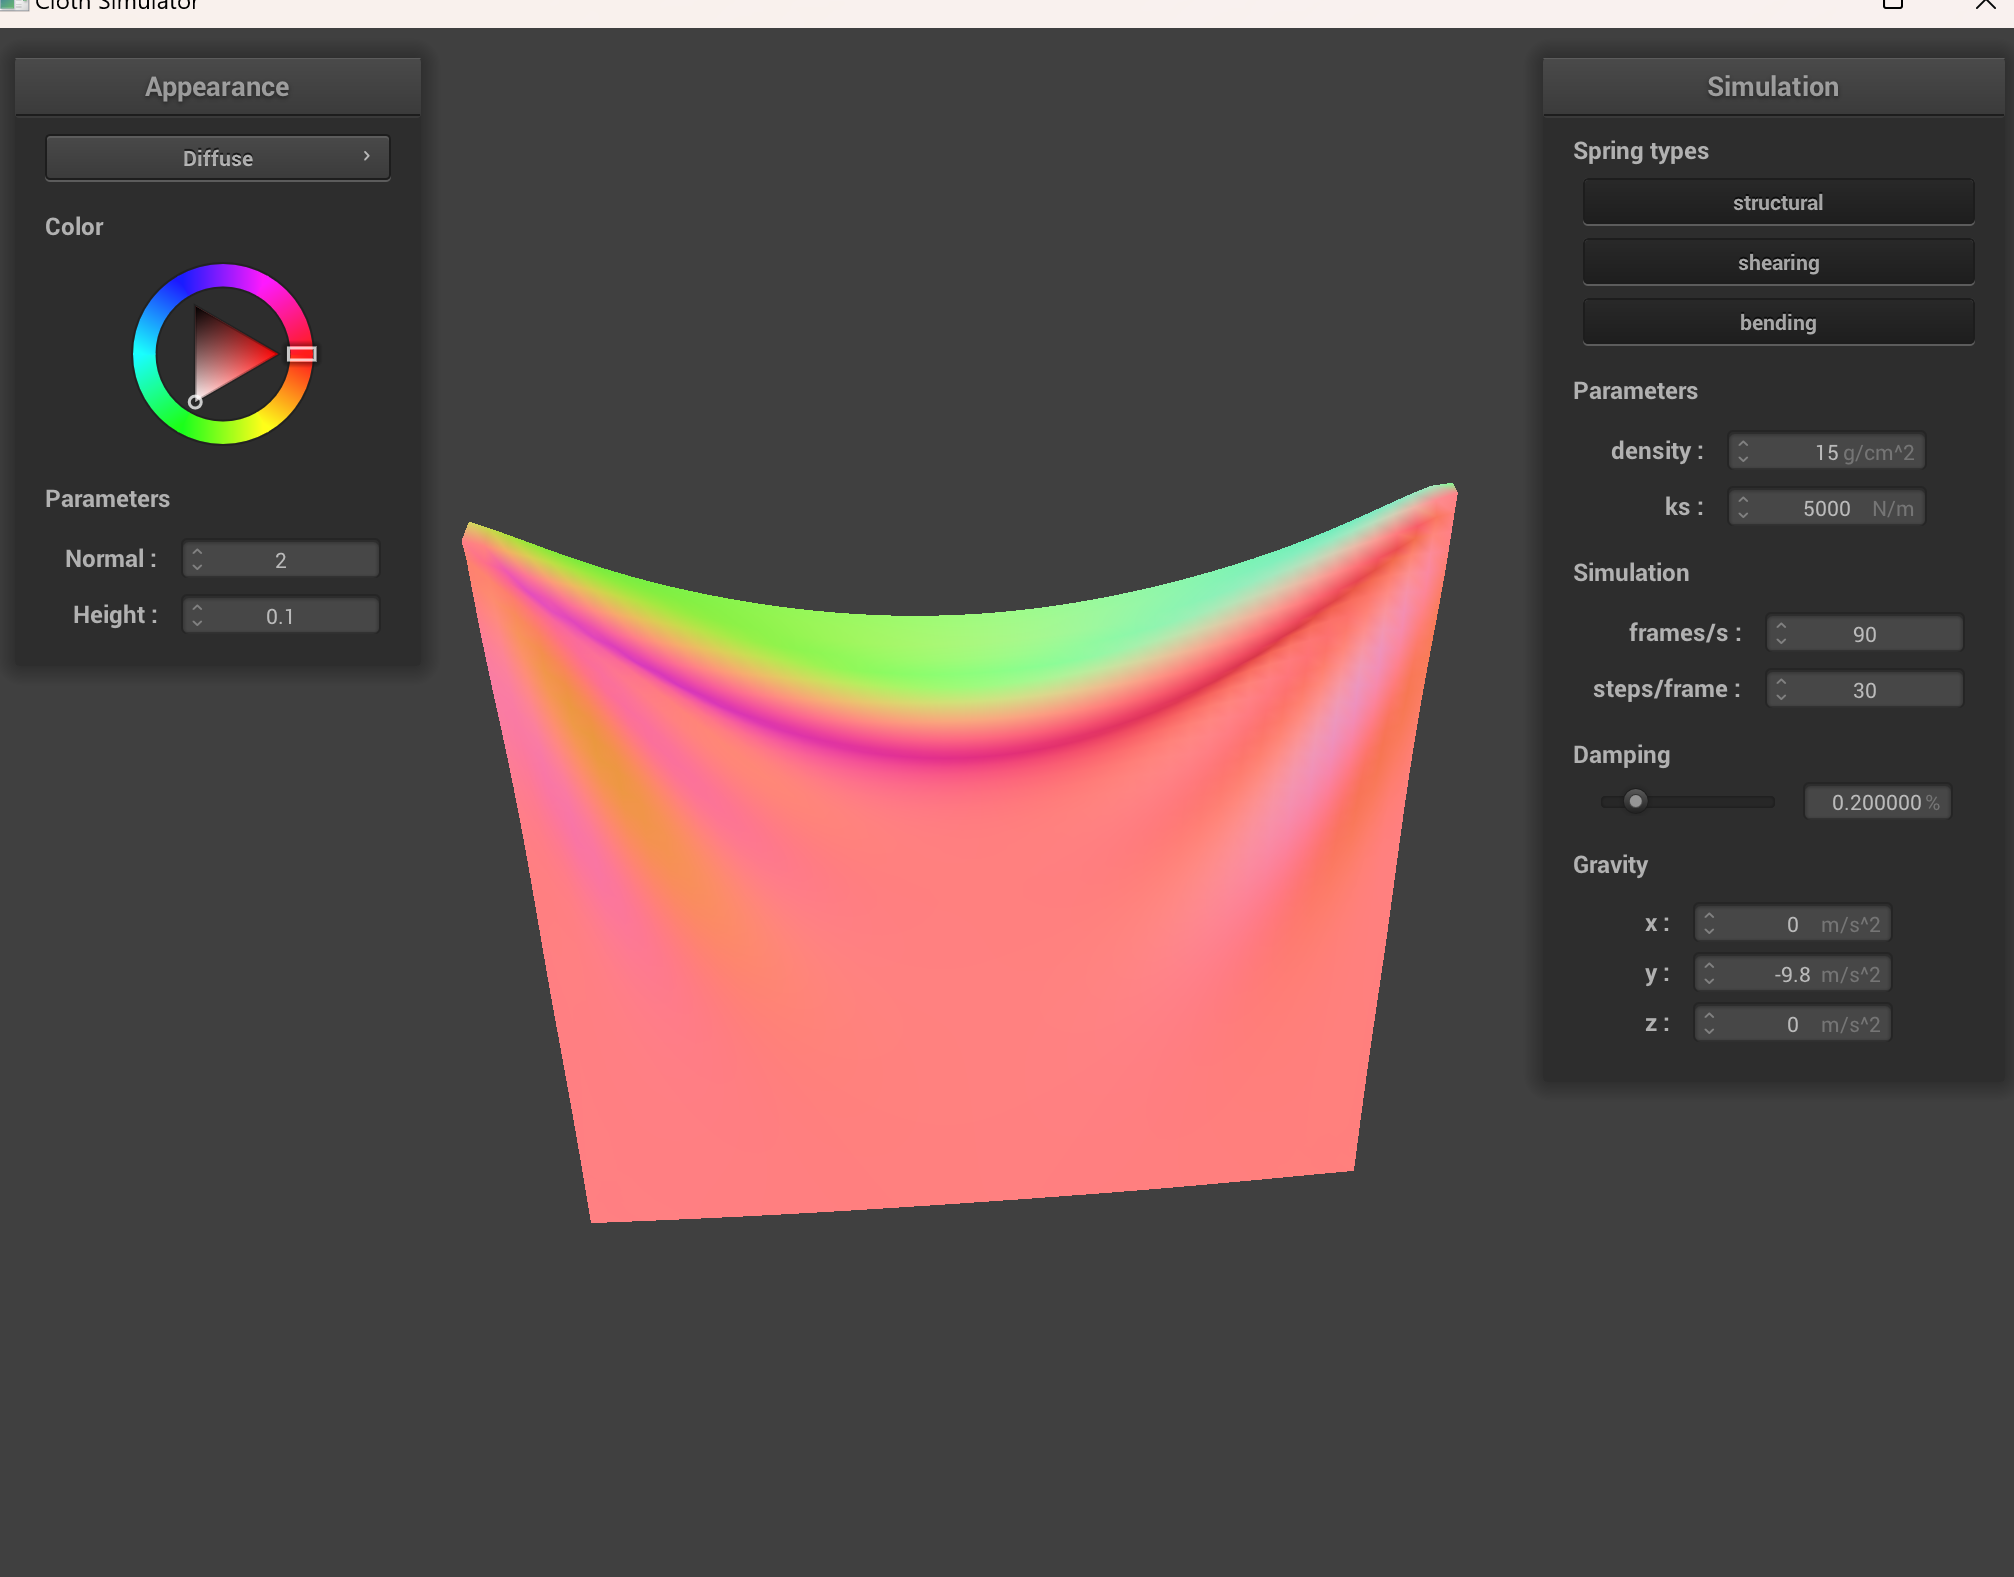 Cloth Simulator
Appearance
Diffuse
Color
Parameters
Normal : 2
Height : 0.1
Simulation
Spring types
structural
shearing
bending
Parameters
density : 15 g/cm^2
ks : 5000 N/m
Simulation
frames/s : 90
steps/frame : 30
Damping
0.200000 %
Gravity
x : 0 m/s^2
y : -9.8 m/s^2
z : 0 m/s^2